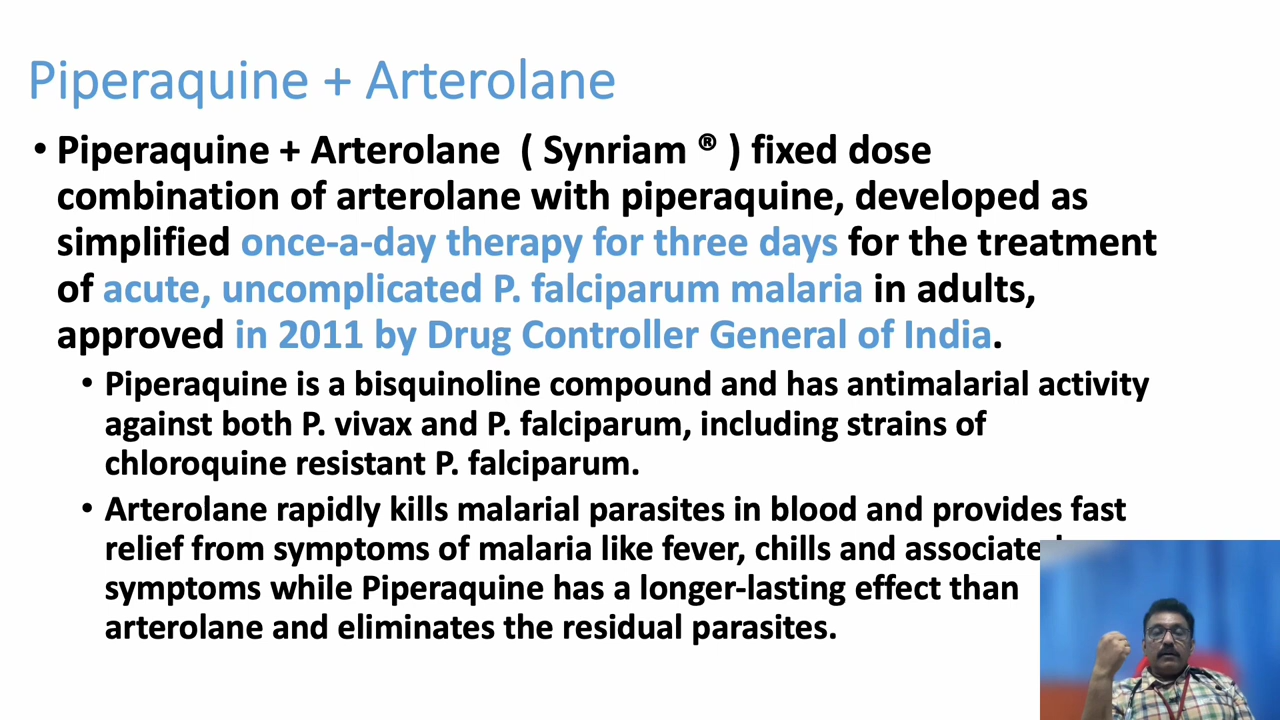 Piperaquine + Arterolane
• Piperaquine + Arterolane ( Synriam ® ) fixed dose
combination of arterolane with piperaquine, developed as
simplified once-a-day therapy for three days for the treatment
of acute, uncomplicated P. falciparum malaria in adults,
approved in 2011 by Drug Controller General of India.
• Piperaquine is a bisquinoline compound and has antimalarial activity
against both P. vivax and P. falciparum, including strains of
chloroquine resistant P. falciparum.
• Arterolane rapidly kills malarial parasites in blood and provides fast
relief from symptoms of malaria like fever, chills and associated
symptoms while Piperaquine has a longer-lasting effect than
arterolane and eliminates the residual parasites.